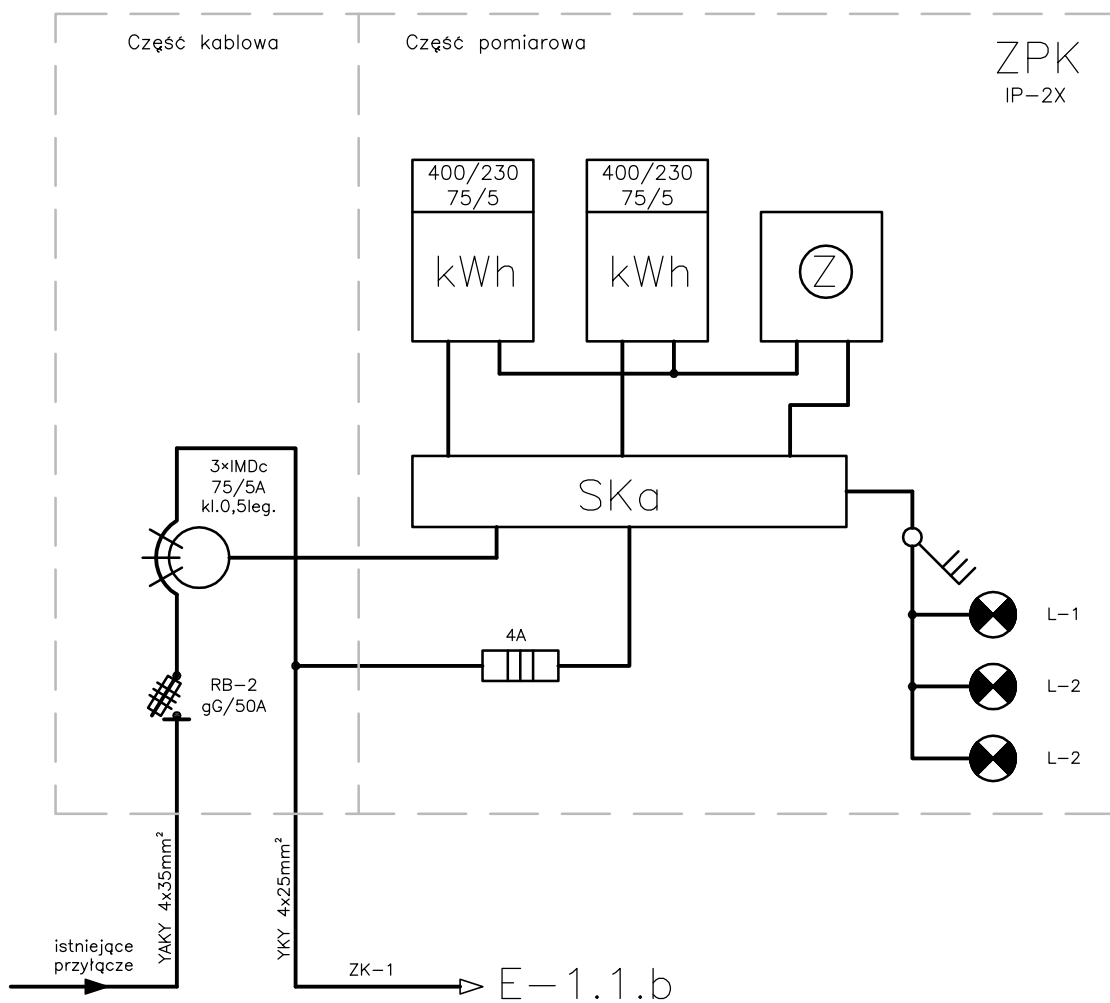 Część kablowa
Część pomiarowa
ZPK
IP-2X
400/230
75/5
kWh
400/230
75/5
kWh
Z
3×IMDc
75/5A
kl.0,5leg.
SKa
4A
RB-2
gG/50A
L-1
L-2
L-2
YAKY 4x35mm²
YKY 4x25mm²
istniejące
przyłącze
ZK-1
E-1.1.b